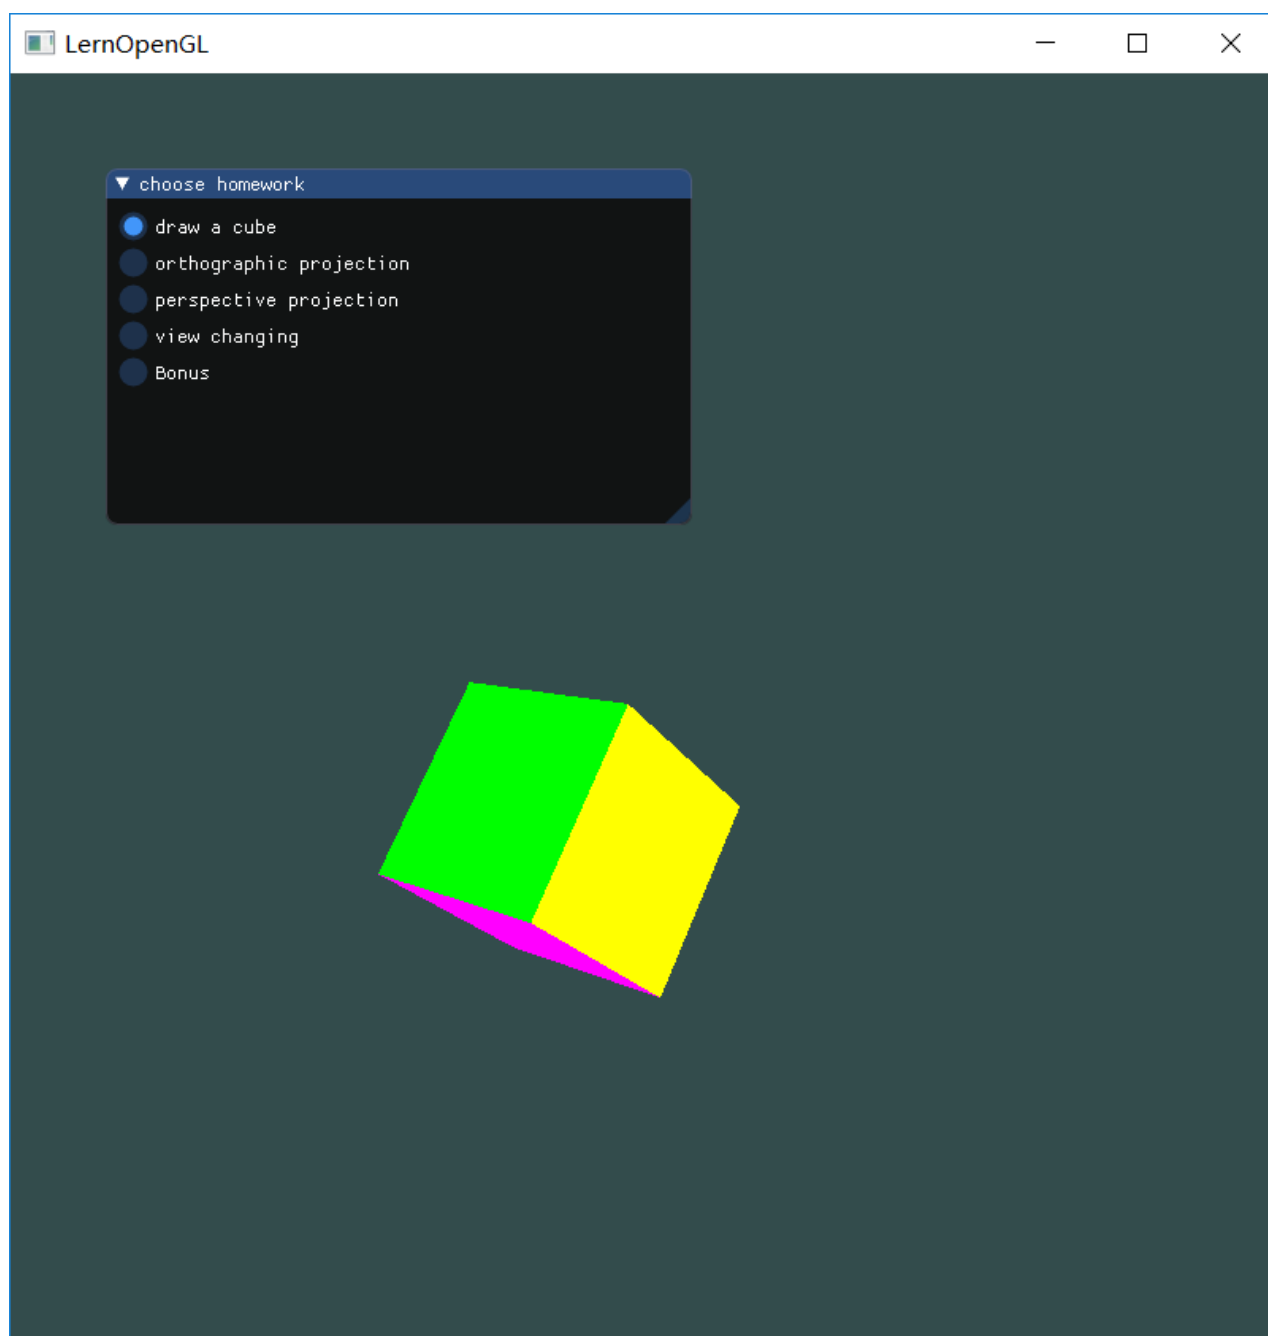 LernOpenGL
choose homework
draw a cube
orthographic projection
perspective projection
view changing
Bonus